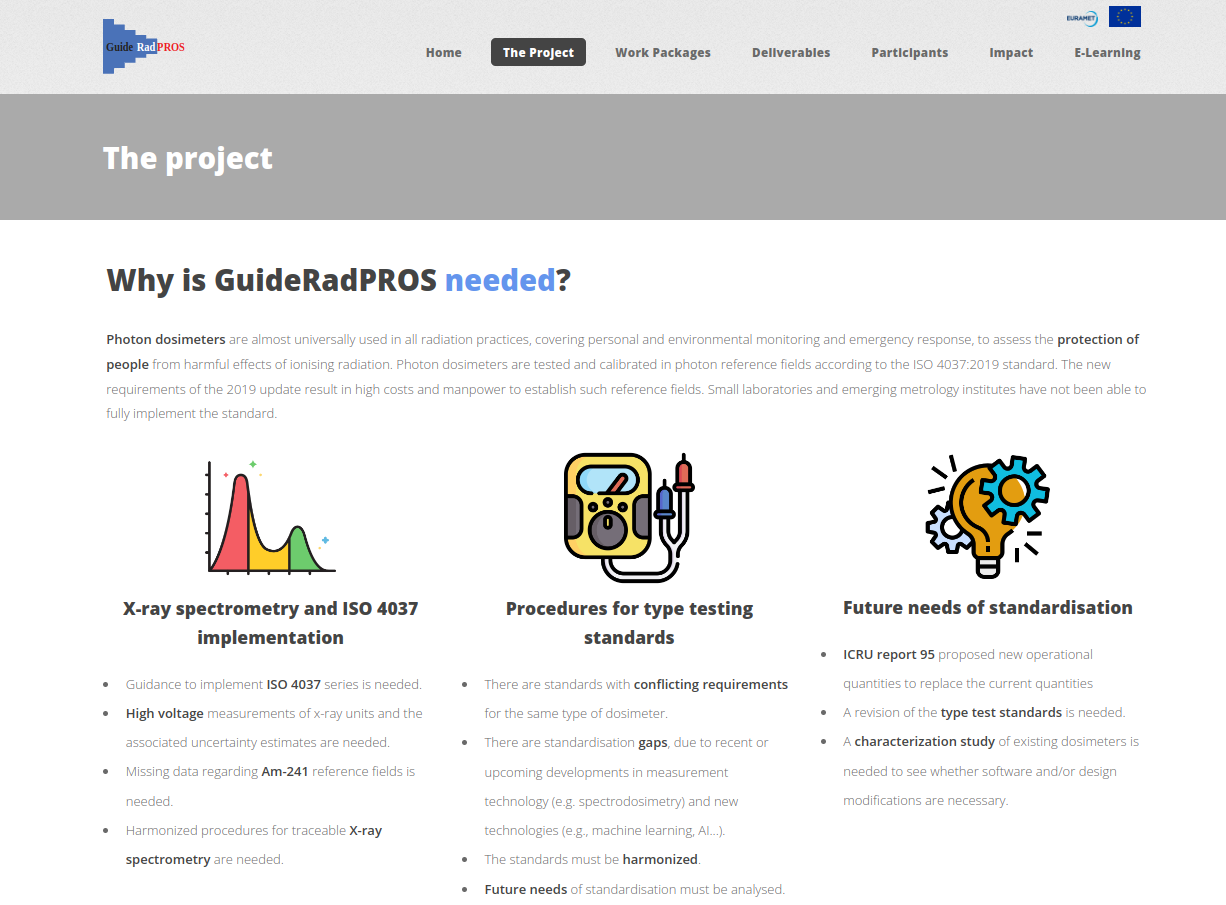 EURAMET
Guide RadPROS
Home The Project Work Packages Deliverables Participants Impact E-Learning
The project
Why is GuideRadPROS needed?
Photon dosimeters are almost universally used in all radiation practices, covering personal and environmental monitoring and emergency response, to assess the protection of
people from harmful effects of ionising radiation. Photon dosimeters are tested and calibrated in photon reference fields according to the ISO 4037:2019 standard. The new
requirements of the 2019 update result in high costs and manpower to establish such reference fields. Small laboratories and emerging metrology institutes have not been able to
fully implement the standard.
X-ray spectrometry and ISO 4037
implementation
• Guidance to implement ISO 4037 series is needed.
• High voltage measurements of x-ray units and the
associated uncertainty estimates are needed.
• Missing data regarding Am-241 reference fields is
needed.
• Harmonized procedures for traceable X-ray
spectrometry are needed.
Procedures for type testing
standards
• There are standards with conflicting requirements
for the same type of dosimeter.
• There are standardisation gaps, due to recent or
upcoming developments in measurement
technology (e.g. spectrodosimetry) and new
technologies (e.g., machine learning, AI...).
• The standards must be harmonized.
• Future needs of standardisation must be analysed.
Future needs of standardisation
• ICRU report 95 proposed new operational
quantities to replace the current quantities
• A revision of the type test standards is needed.
• A characterization study of existing dosimeters is
needed to see whether software and/or design
modifications are necessary.